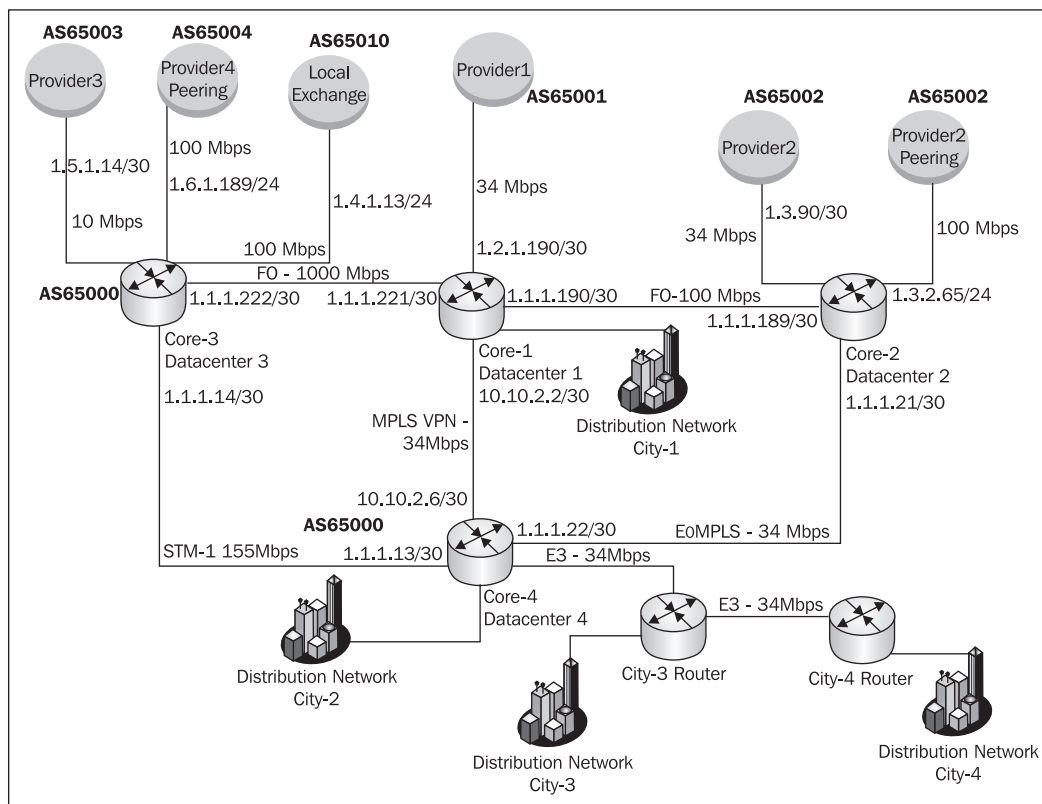 AS65003
AS65004
AS65010
Provider3
Provider4
Peering
Local
Exchange
Provider1
AS65001
AS65002
AS65002
Provider2
Provider2
Peering
100 Mbps
1.5.1.14/30
1.6.1.189/24
1.4.1.13/24
34 Mbps
1.3.90/30
100 Mbps
10 Mbps
34 Mbps
100 Mbps
1.2.1.190/30
FO - 1000 Mbps
AS65000
1.1.1.222/30
1.1.1.221/30
1.1.1.190/30
FO-100 Mbps
1.3.2.65/24
1.1.1.189/30
Core-3
Datacenter 3
Core-1
Datacenter 1
Core-2
Datacenter 2
1.1.1.14/30
10.10.2.2/30
1.1.1.21/30
MPLS VPN -
34Mbps
Distribution Network
City-1
10.10.2.6/30
AS65000
1.1.1.22/30
EoMPLS - 34 Mbps
STM-1 155Mbps
1.1.1.13/30
E3 - 34Mbps
Core-4
Datacenter 4
E3 - 34Mbps
Distribution Network
City-2
City-3 Router
City-4 Router
Distribution Network
City-3
Distribution Network
City-4